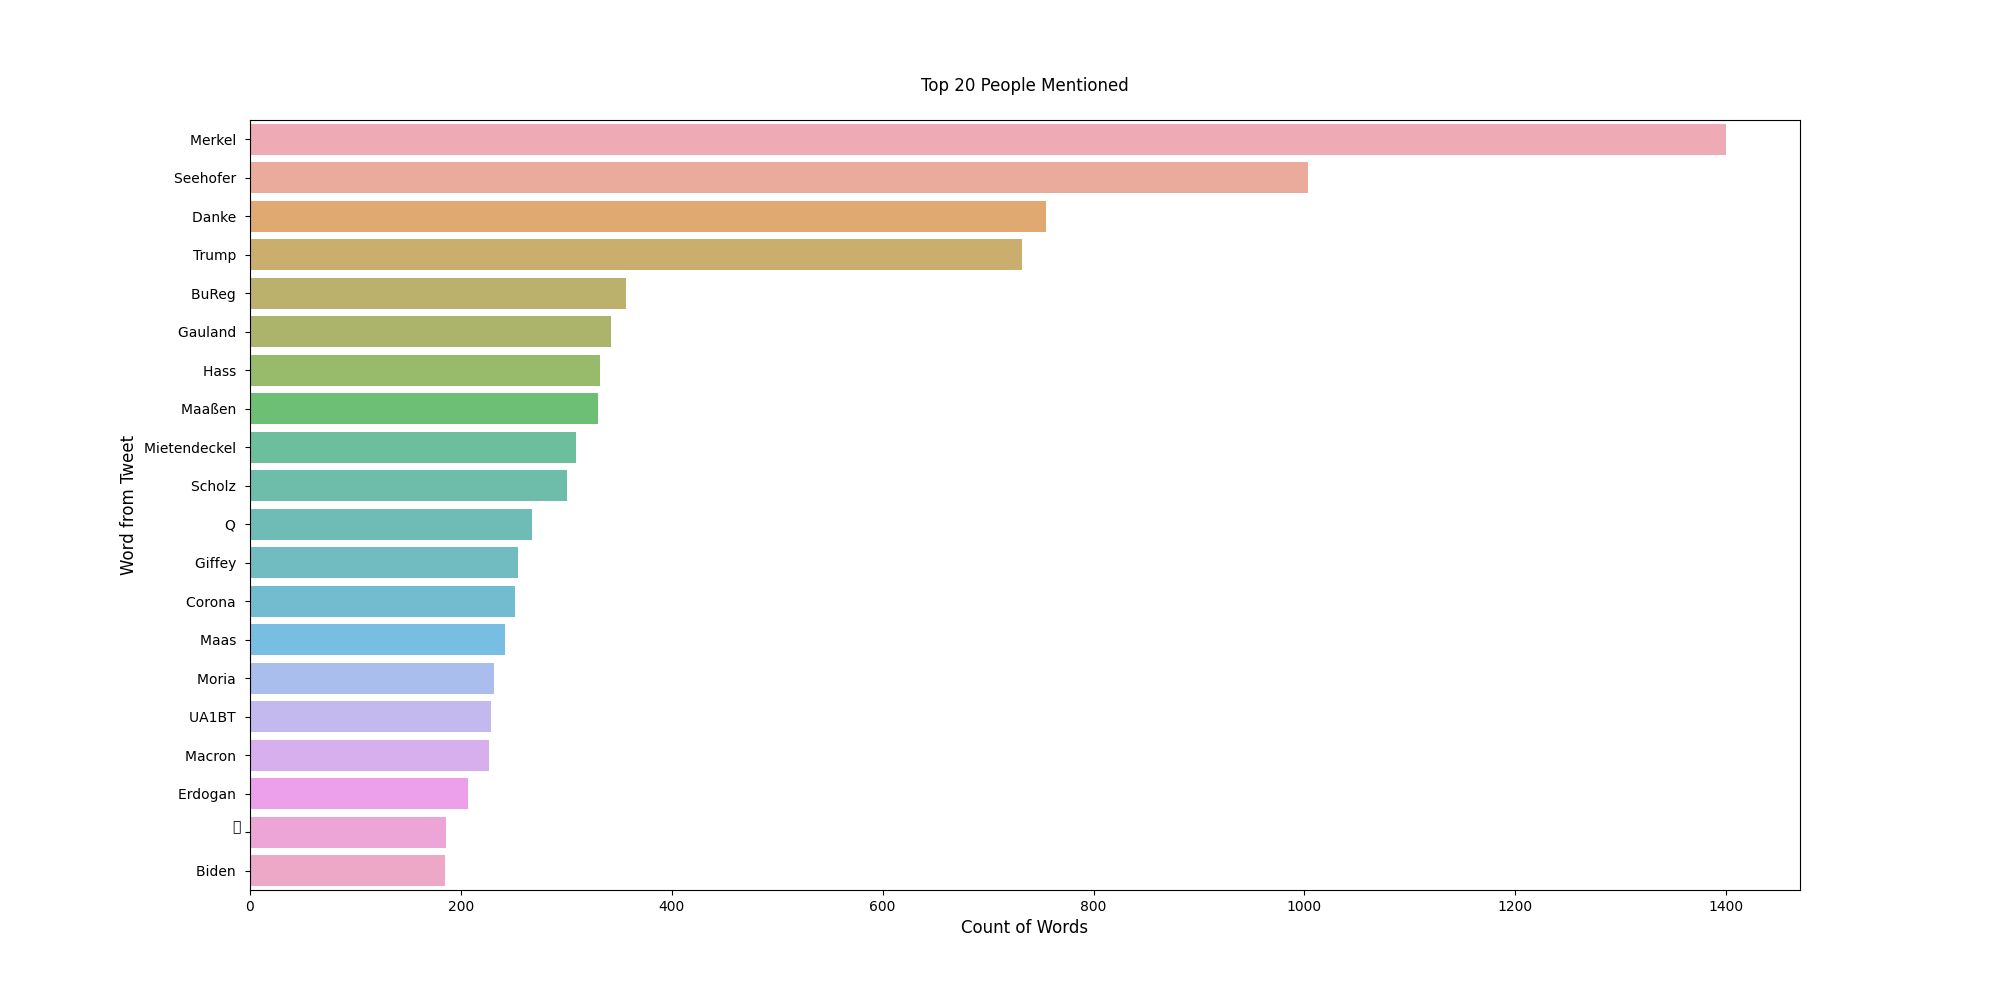 Top 20 People Mentioned
Word from Tweet
Merkel
Seehofer
Danke
Trump
BuReg
Gauland
Hass
Maaßen
Mietendeckel
Scholz
Q
Giffey
Corona
Maas
Moria
UA1BT
Macron
Erdogan
Biden
0 200 400 600 800 1000 1200 1400
Count of Words